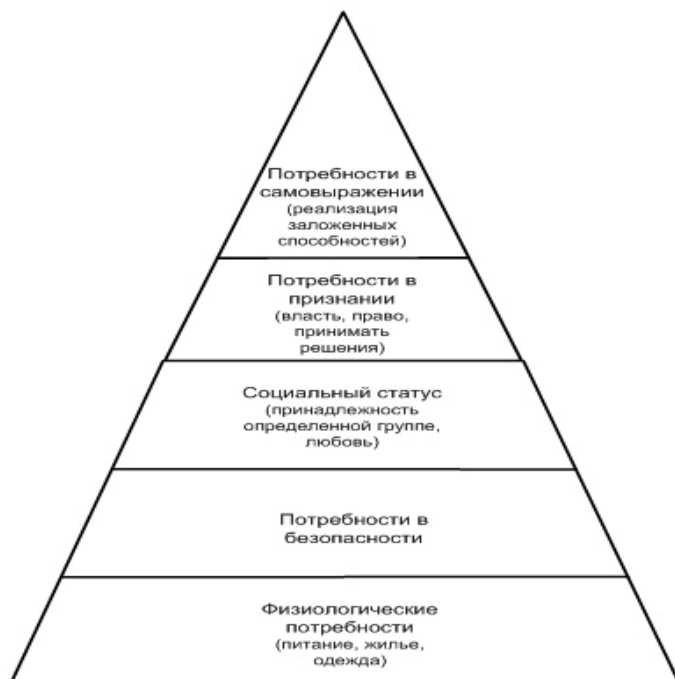 Потребности в
самовыражении
(реализация
заложенных
способностей)
Потребности в
признании
(власть, право,
принимать
решения)
Социальный статус
(принадлежность
определенной группе,
любовь)
Потребности в
безопасности
Физиологические
потребности
(питание, жилье,
одежда)